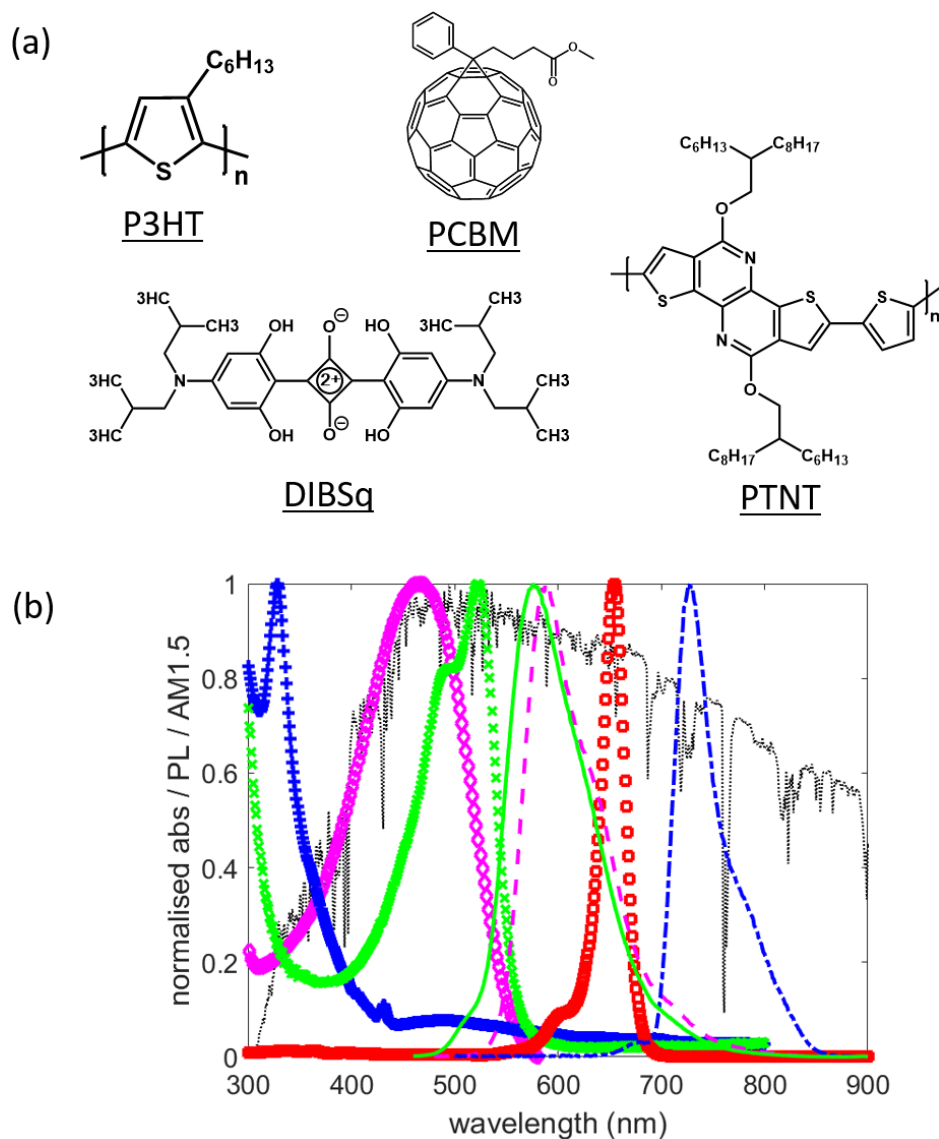 (a)
C6H13
S
n
P3HT
O
O
PCBM
C6H13
C8H17
O
N
S
S
S
n
N
O
C8H17
C6H13
PTNT
3HC
CH3
3HC
CH3
OH
O⊖
HO
3HC
N
2+
N
CH3
3HC
OH
O⊖
HO
CH3
DIBSq
(b)
normalised abs / PL / AM1.5
1
0.8
0.6
0.4
0.2
0
300 400 500 600 700 800 900
wavelength (nm)